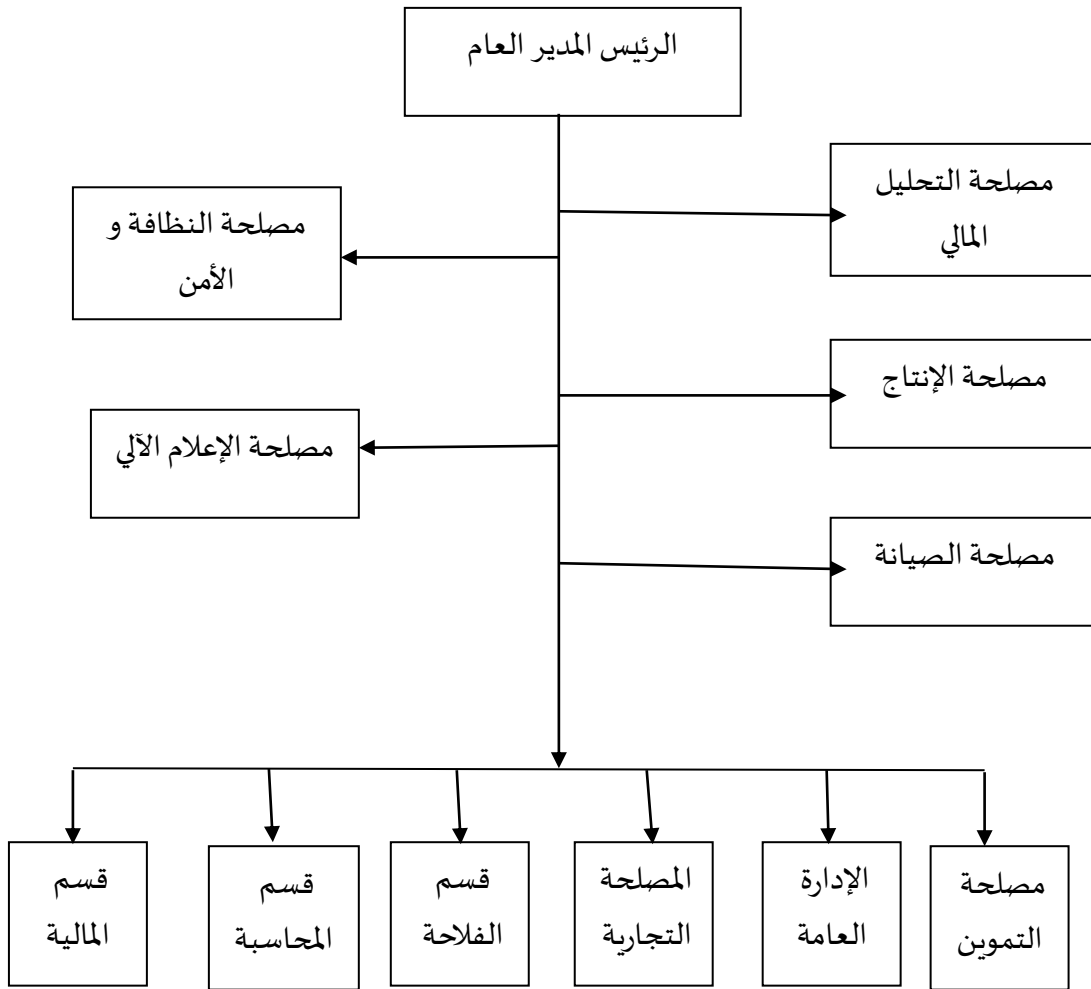 الرئيس المدير العام
مصلحة التحليل
المالي
مصلحة النظافة و
الأمن
مصلحة الإنتاج
مصلحة الإعلام الآلي
مصلحة الصيانة
مصلحة
التموين
الإدارة
العامة
المصلحة
التجارية
قسم
الفلاحة
قسم
المحاسبة
قسم
المالية